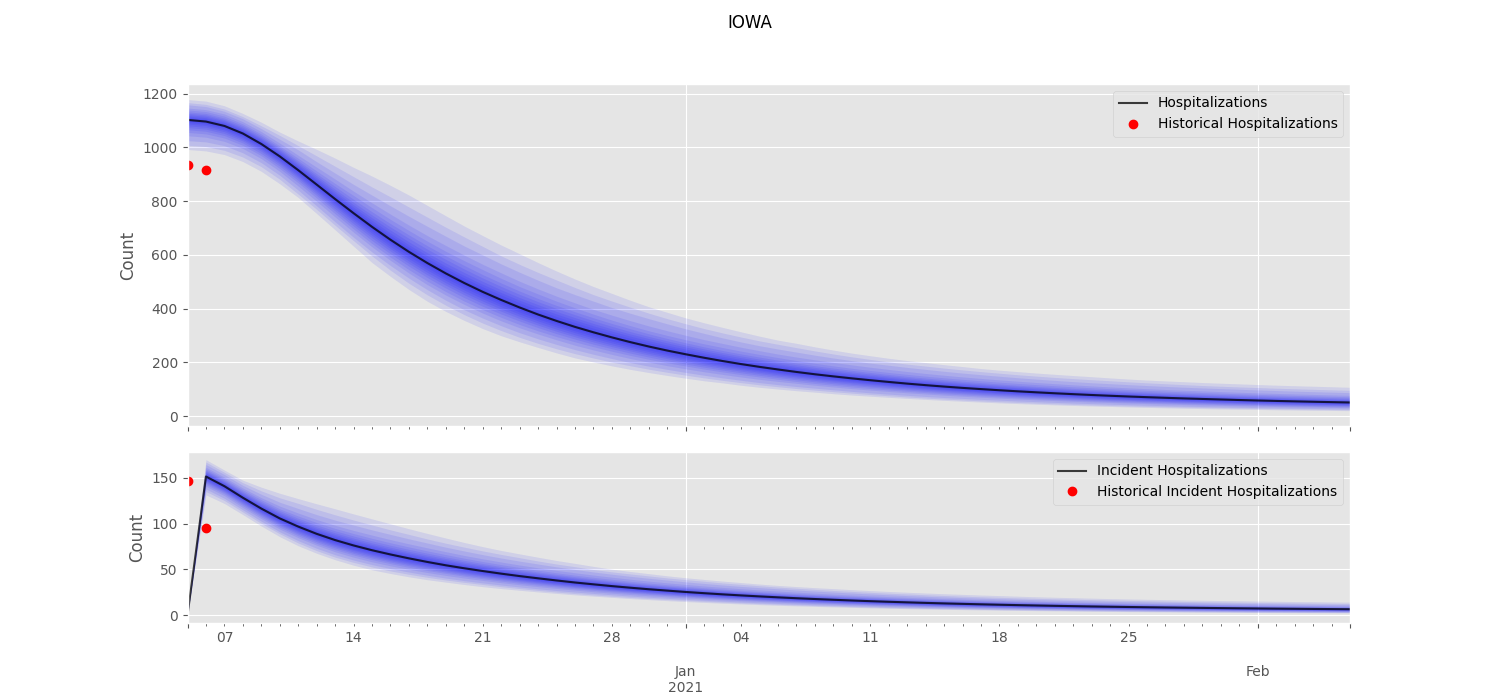 IOWA
1200
1000
800
600
400
200
0
Count
Hospitalizations
Historical Hospitalizations
150
100
50
0
Count
Incident Hospitalizations
Historical Incident Hospitalizations
07 14 21 28 04 11 18 25
Jan Feb
2021